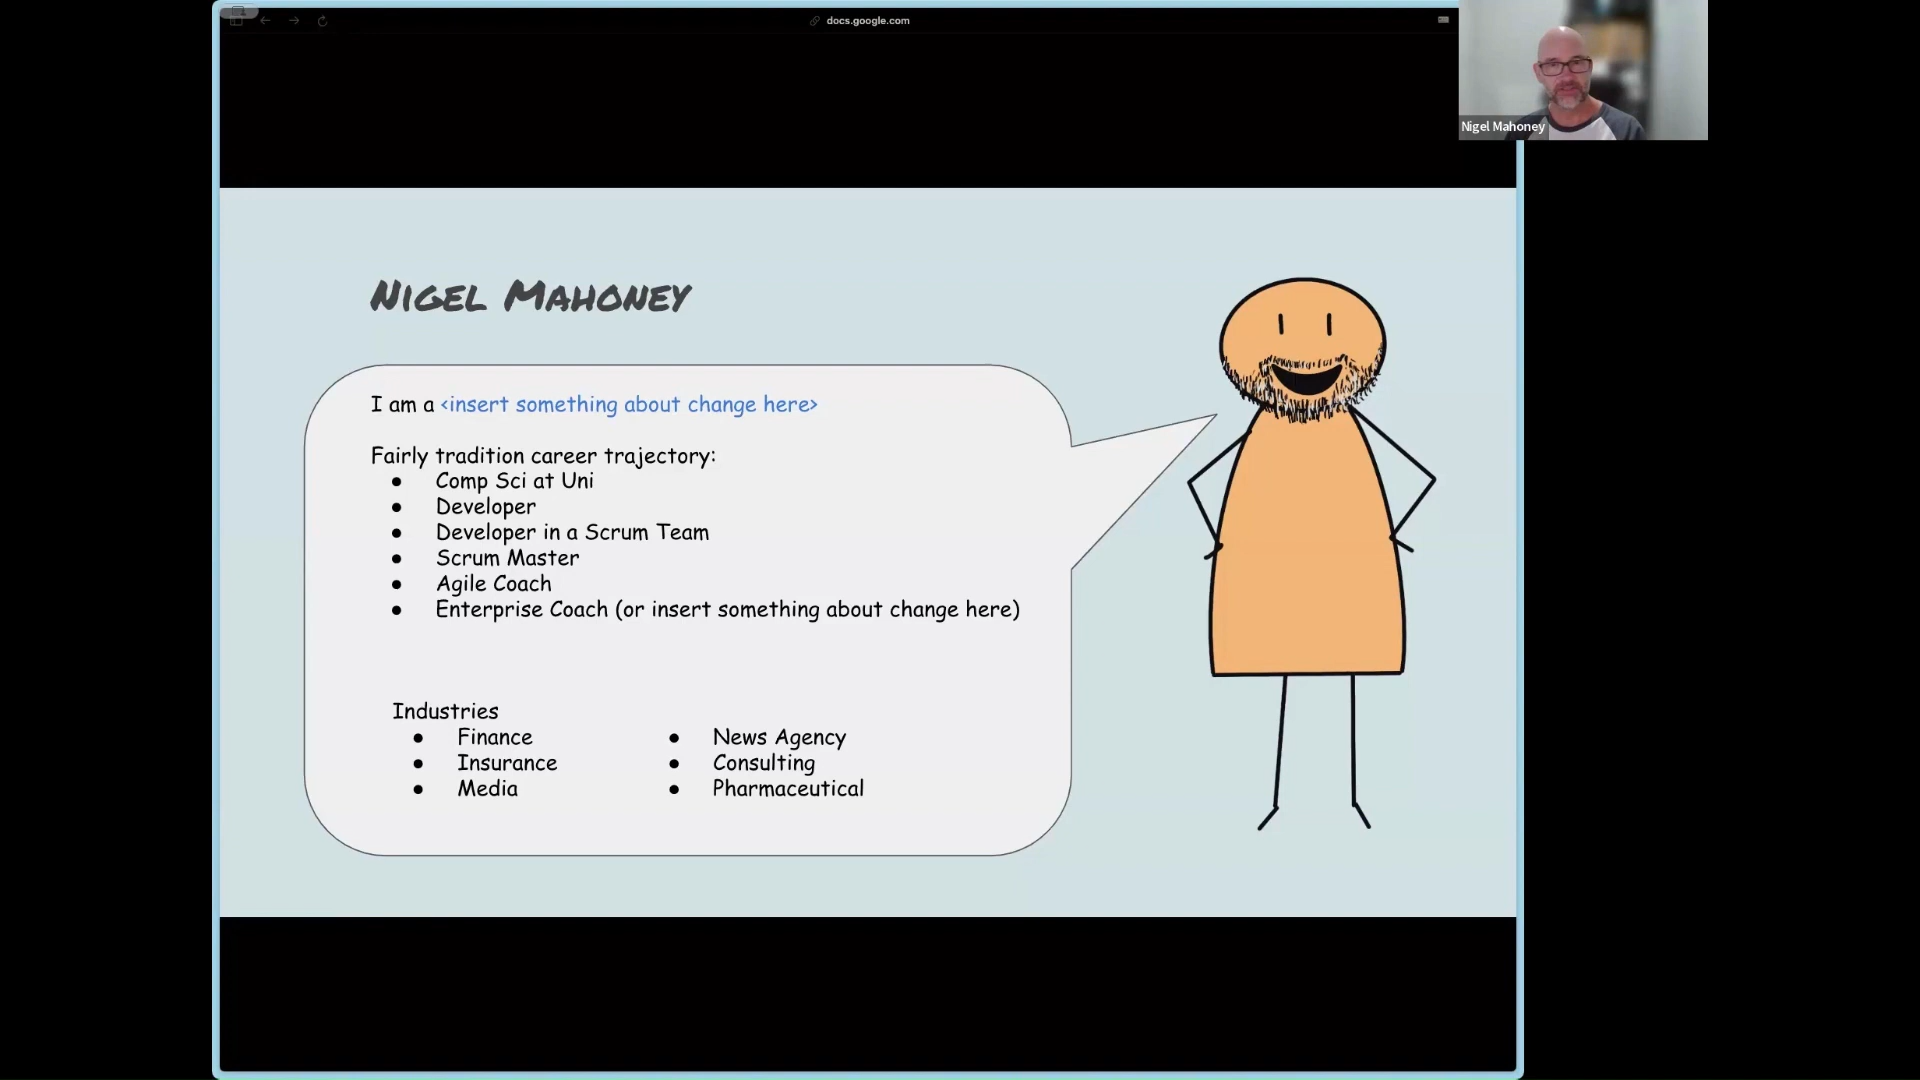 docs.google.com
Nigel Mahoney
Nigel Mahoney
I am a <insert something about change here>
Fairly tradition career trajectory:
● Comp Sci at Uni
● Developer
● Developer in a Scrum Team
● Scrum Master
● Agile Coach
● Enterprise Coach (or insert something about change here)
Industries
● Finance
● Insurance
● Media
● News Agency
● Consulting
● Pharmaceutical